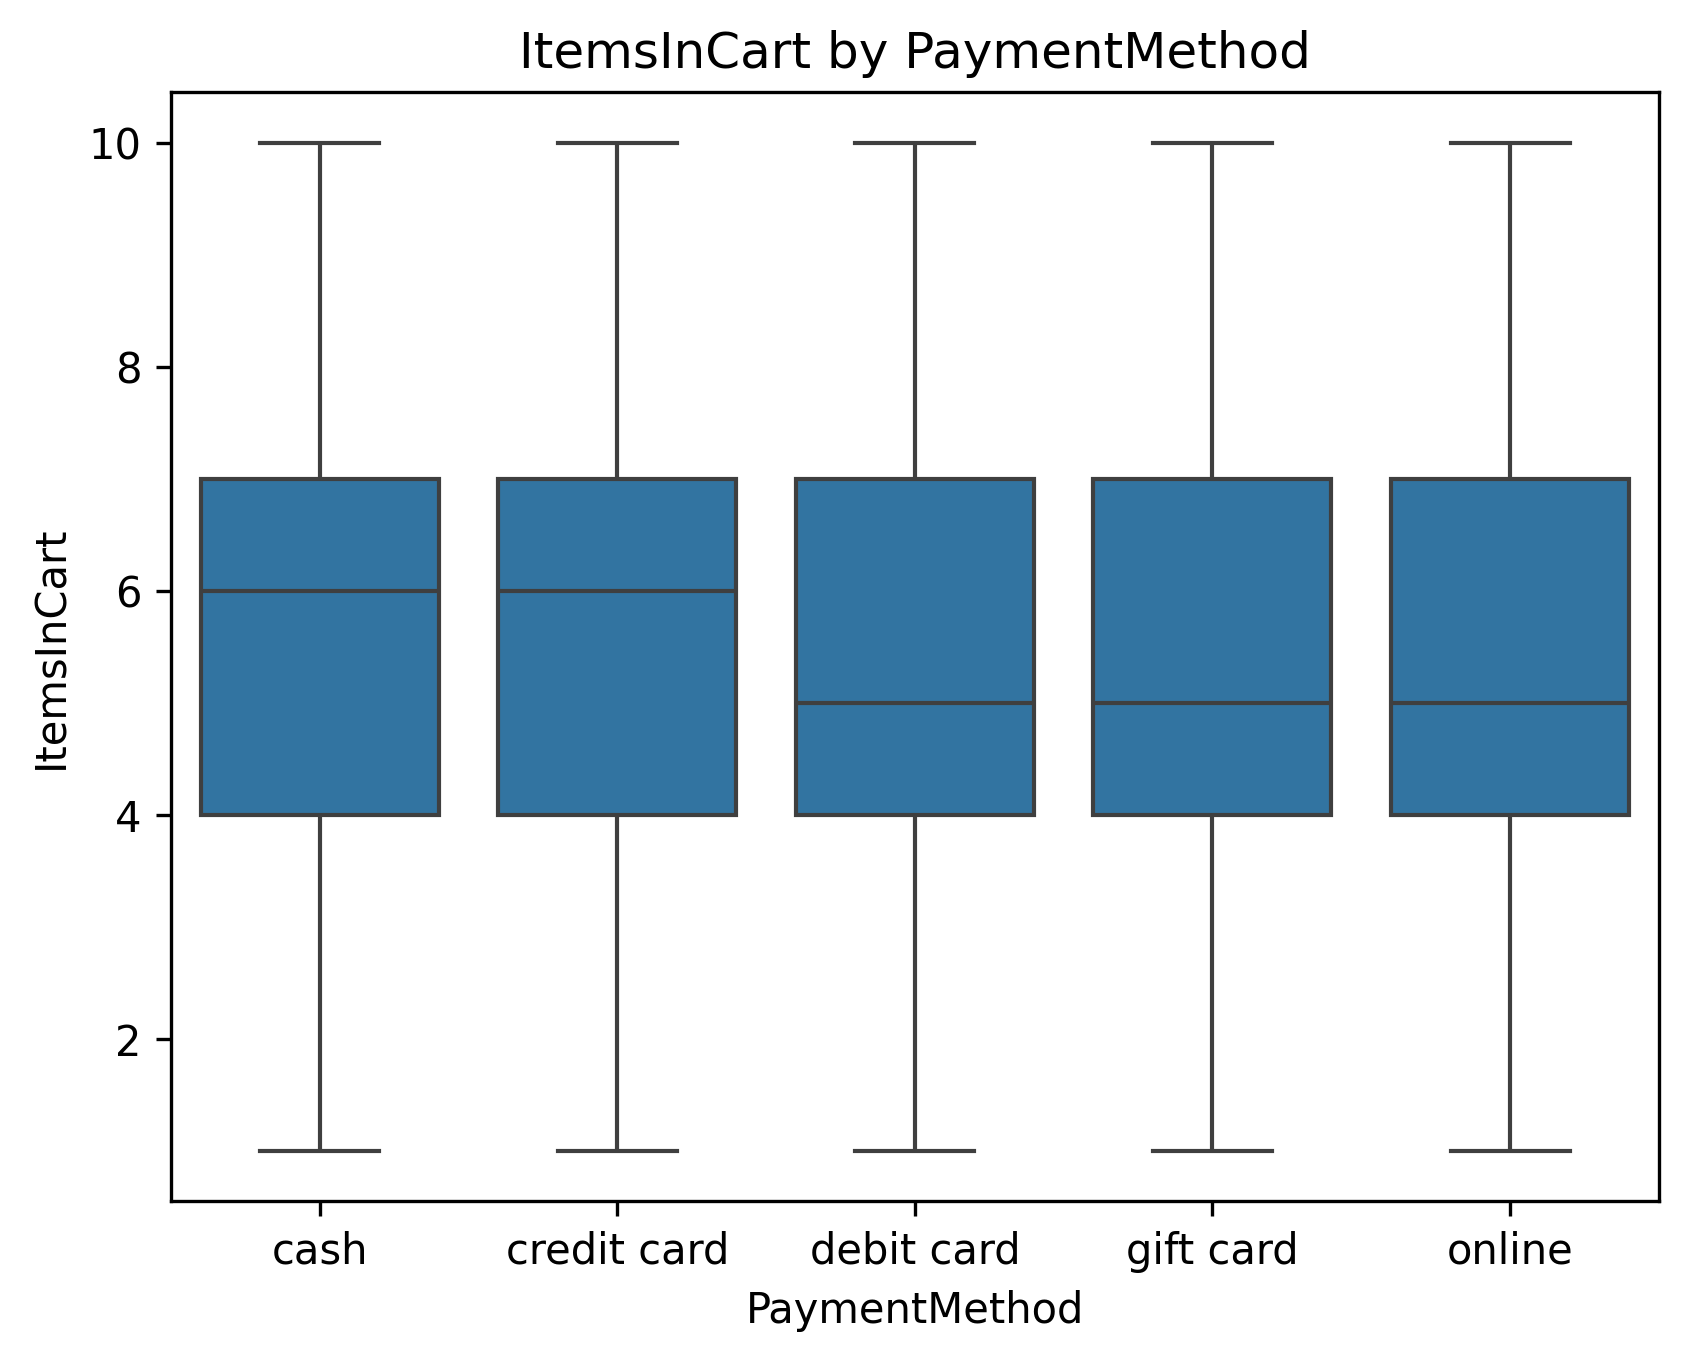 ItemsInCart by PaymentMethod
10
8
6
4
2
ItemsInCart
cash
credit card
debit card
gift card
online
PaymentMethod